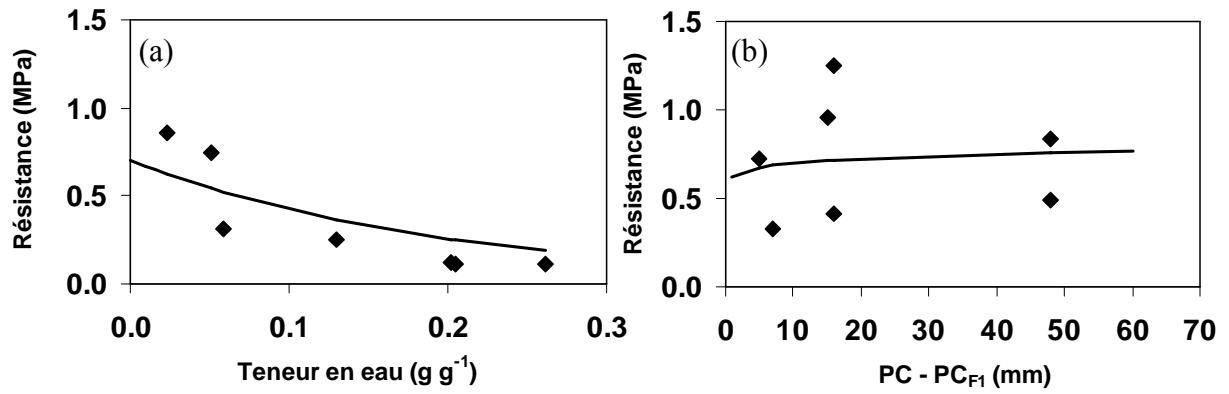 (a)
Résistance (MPa)
1.5
1.0
0.5
0.0
0.0 0.1 0.2 0.3
Teneur en eau (g g⁻¹)
(b)
Résistance (MPa)
1.5
1.0
0.5
0.0
0 10 20 30 40 50 60 70
PC - PC_F1 (mm)